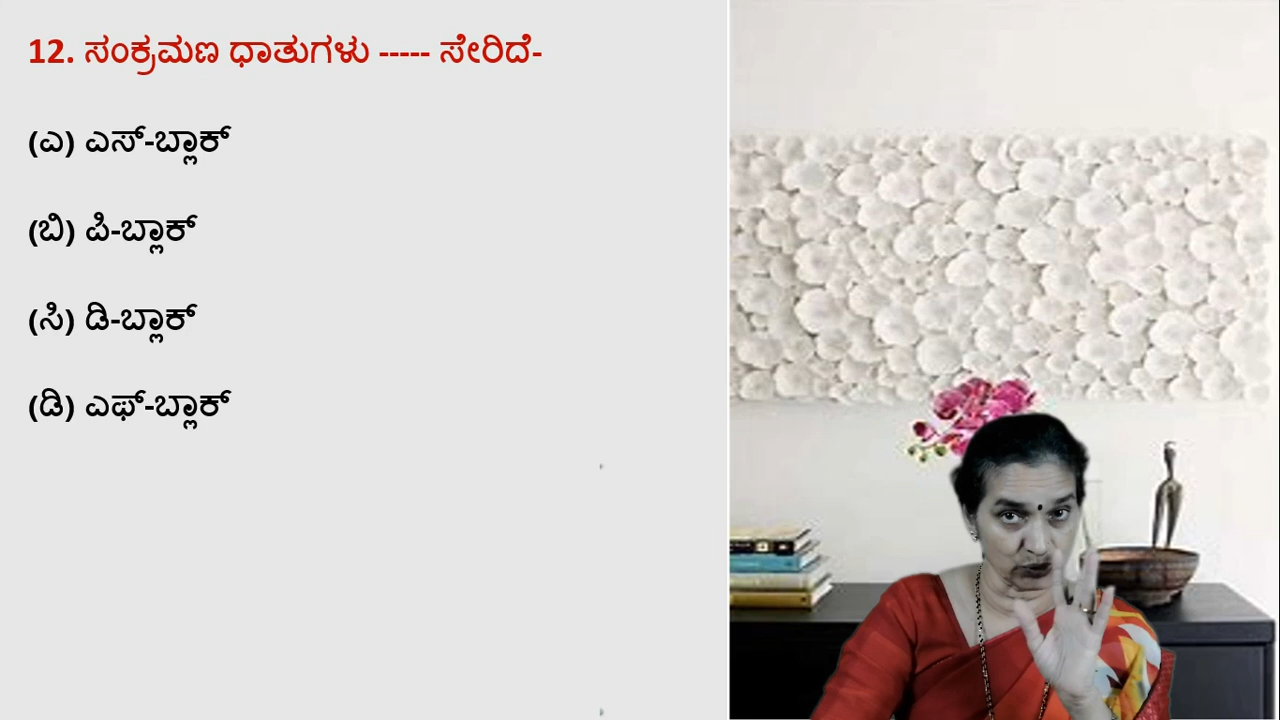 12. ಸಂಕ್ರಮಣ ಧಾತುಗಳು ----- ಸೇರಿದೆ-
(ಎ) ಎಸ್-ಬ್ಲಾಕ್
(ಬಿ) ಪಿ-ಬ್ಲಾಕ್
(ಸಿ) ಡಿ-ಬ್ಲಾಕ್
(ಡಿ) ಎಫ್-ಬ್ಲಾಕ್